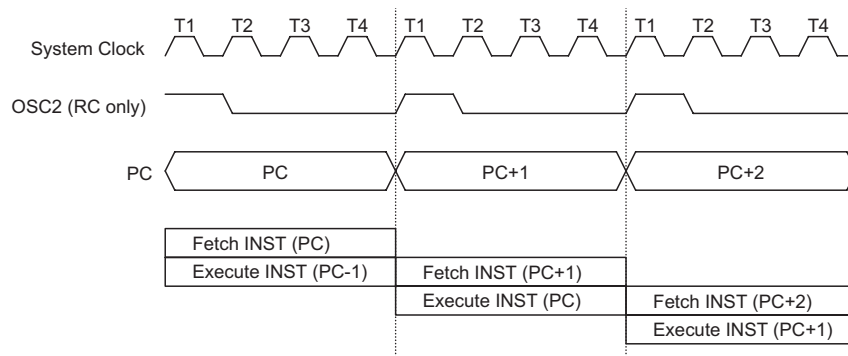 T1 T2 T3 T4 T1 T2 T3 T4 T1 T2 T3 T4
System Clock
OSC2 (RC only)
PC PC PC+1 PC+2
Fetch INST (PC)
Execute INST (PC-1) Fetch INST (PC+1)
Execute INST (PC) Fetch INST (PC+2)
Execute INST (PC+1)